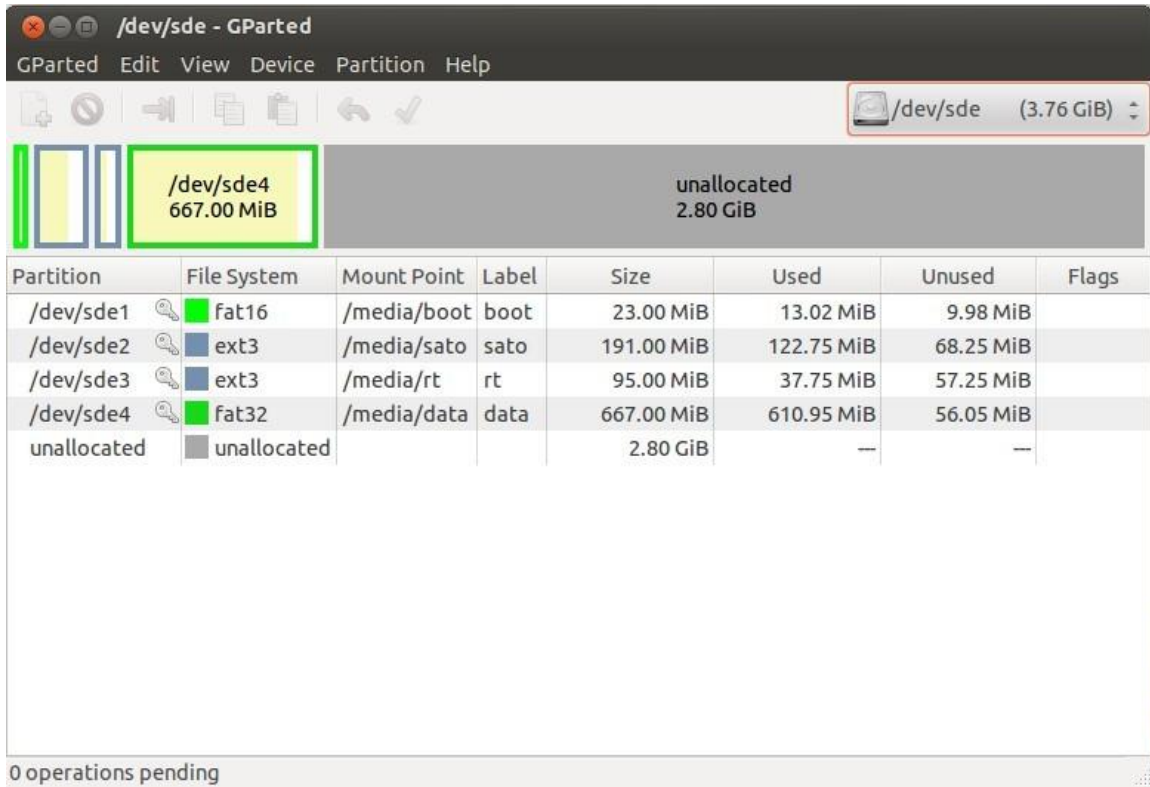 /dev/sde - GParted
GParted Edit View Device Partition Help
/dev/sde (3.76 GiB)
/dev/sde4
667.00 MiB
unallocated
2.80 GiB
Partition File System Mount Point Label Size Used Unused Flags
/dev/sde1 fat16 /media/boot boot 23.00 MiB 13.02 MiB 9.98 MiB
/dev/sde2 ext3 /media/sato sato 191.00 MiB 122.75 MiB 68.25 MiB
/dev/sde3 ext3 /media/rt rt 95.00 MiB 37.75 MiB 57.25 MiB
/dev/sde4 fat32 /media/data data 667.00 MiB 610.95 MiB 56.05 MiB
unallocated unallocated 2.80 GiB --- ---
0 operations pending